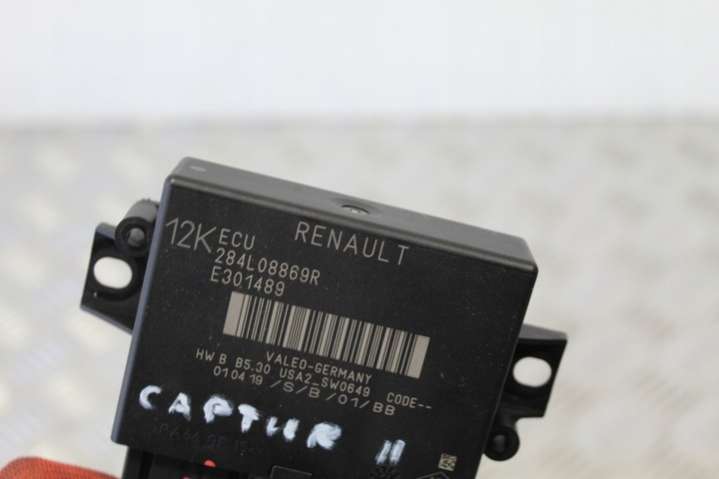 12K ECU RENAULT
284L08869R
E301489
VALEO-GERMANY
HW B B5.30 USA2_SW0649 CODE--
010419 /S/B/01/BB
CAPTUR II